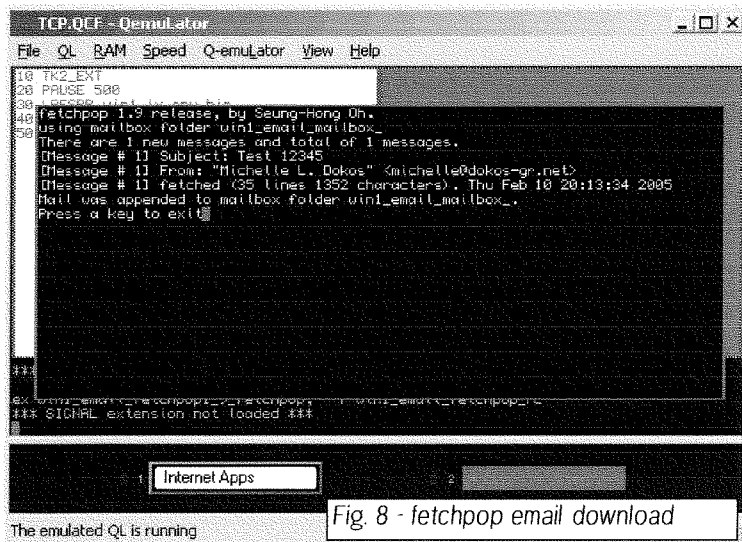 TCP.QCF - QemuLator
File QL RAM Speed Q-emuLator View Help
10 TK2_EXT
20 PAUSE 500
30
40
50
fetchpop 1.9 release, by Seung-Hong Oh.
using mailbox folder win1_email_mailbox_
There are 1 new messages and total of 1 messages.
[Message # 1] Subject: Test 12345
[Message # 1] From: "Michelle L. Dokos" <michelle@dokos-gr.net>
[Message # 1] fetched (35 lines 1352 characters). Thu Feb 10 20:13:34 2005
Mail was appended to mailbox folder win1_email_mailbox_.
Press a key to exit
***
ex
*** SIGNAL extension not loaded ***
1 Internet Apps 2
The emulated QL is running
Fig. 8 - fetchpop email download